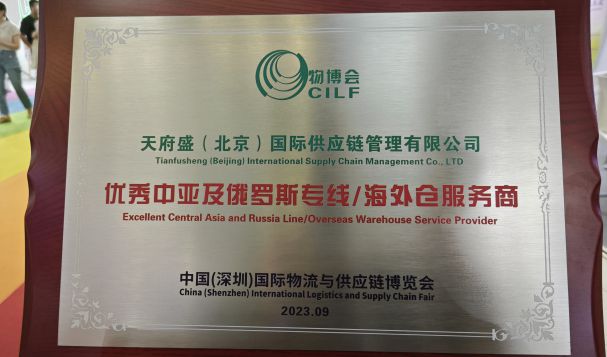 物博会
CILF
天府盛（北京）国际供应链管理有限公司
Tianfusheng (Beijing) International Supply Chain Management Co., LTD
优秀中亚及俄罗斯专线/海外仓服务商
Excellent Central Asia and Russia Line/Overseas Warehouse Service Provider
中国(深圳)国际物流与供应链博览会
China (Shenzhen) International Logistics and Supply Chain Fair
2023.09